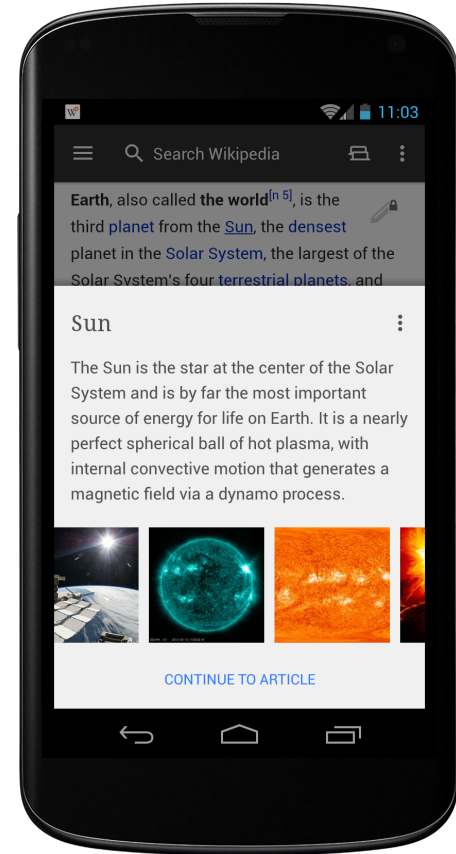 11:03
Search Wikipedia
Earth, also called the world[n 5], is the
third planet from the Sun, the densest
planet in the Solar System, the largest of the
Solar System's four terrestrial planets, and
Sun
The Sun is the star at the center of the Solar
System and is by far the most important
source of energy for life on Earth. It is a nearly
perfect spherical ball of hot plasma, with
internal convective motion that generates a
magnetic field via a dynamo process.
CONTINUE TO ARTICLE